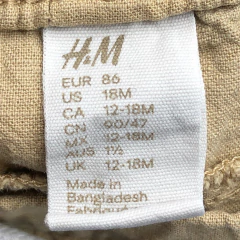 H&M
EUR 86
US 18M
CA 12-18M
CN 90/47
MX 12-18M
AUS 1½
UK 12-18M
Made in
Bangladesh
Fabriqué